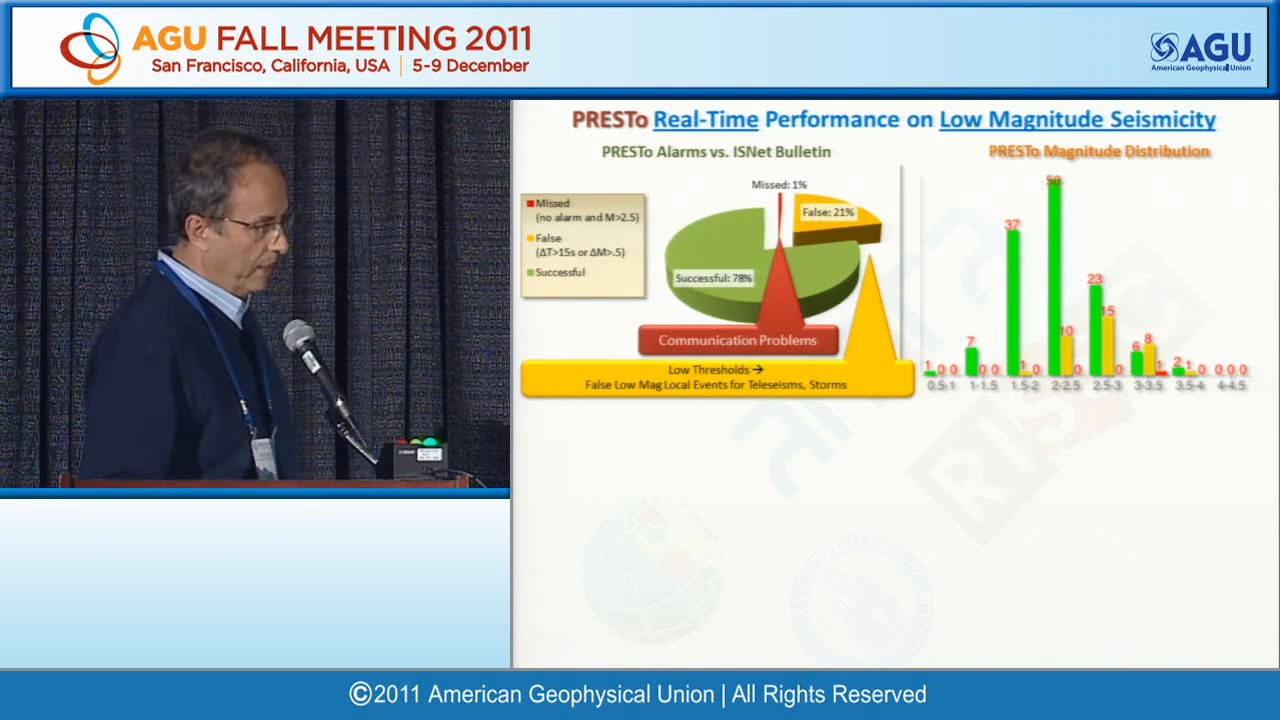 AGU FALL MEETING 2011
San Francisco, California, USA | 5-9 December
AGU
American Geophysical Union
PRESTo Real-Time Performance on Low Magnitude Seismicity
PRESTo Alarms vs. ISNet Bulletin
PRESTo Magnitude Distribution
Missed: 1%
Missed
(no alarm and M>2.5)
False
(ΔT>15s or ΔM>.5)
Successful
False: 21%
Successful: 78%
Communication Problems
Low Thresholds →
False Low Mag Local Events for Teleseisms, Storms
50
37
23
15
10
7
6 8
1 0 0
0 0
1 0
0
0
1
2 1 0
0 0 0
0.5-1 1-1.5 1.5-2 2-2.5 2.5-3 3-3.5 3.5-4 4-4.5
RISSC
©2011 American Geophysical Union | All Rights Reserved